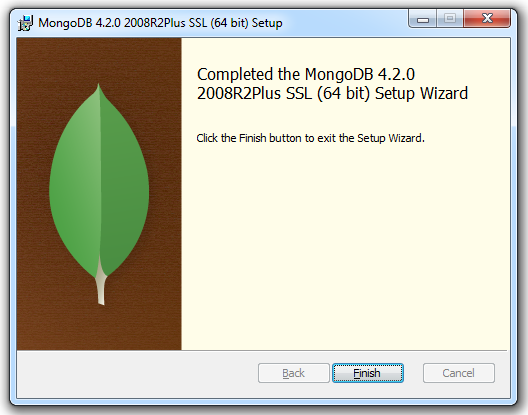 MongoDB 4.2.0 2008R2Plus SSL (64 bit) Setup
Completed the MongoDB 4.2.0
2008R2Plus SSL (64 bit) Setup Wizard
Click the Finish button to exit the Setup Wizard.
Back Finish Cancel